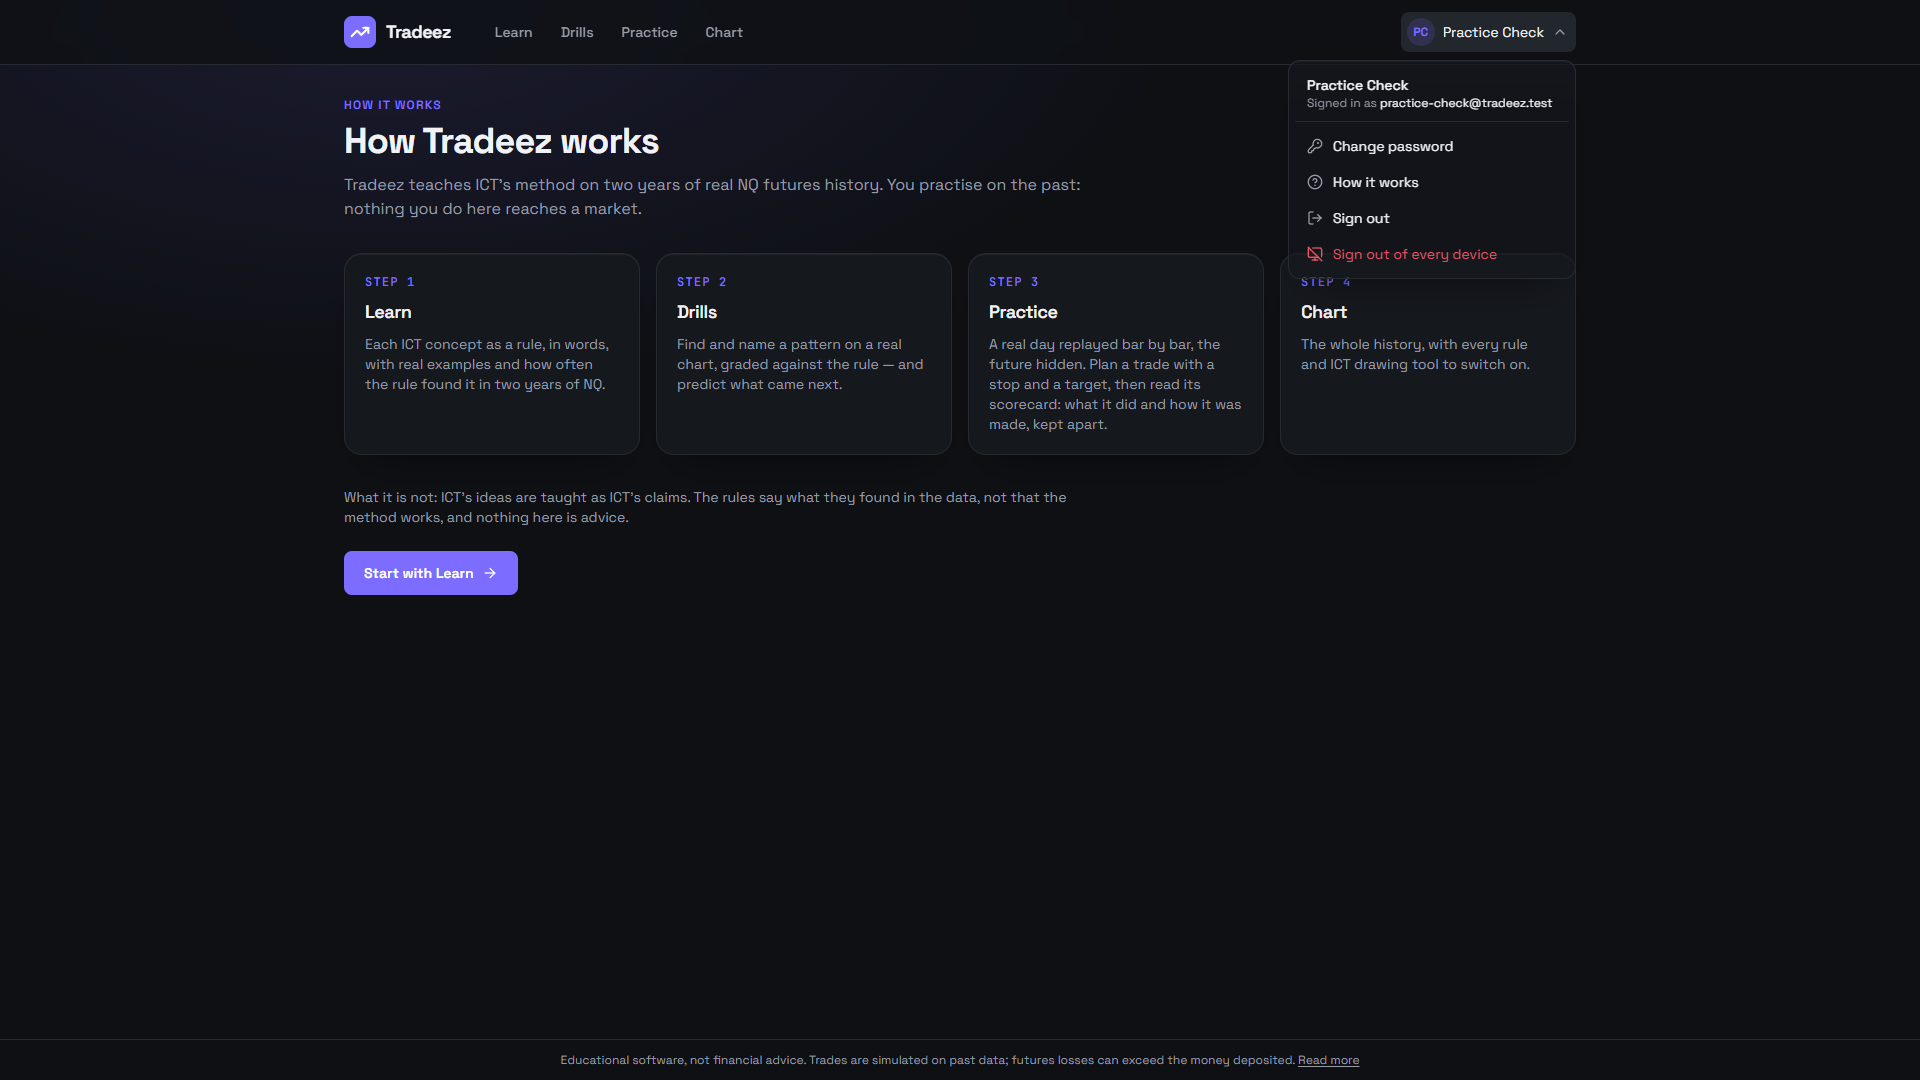 Tradeez
Learn
Drills
Practice
Chart
PC
Practice Check
Practice Check
Signed in as practice-check@tradeez.test
Change password
How it works
Sign out
Sign out of every device
HOW IT WORKS
How Tradeez works
Tradeez teaches ICT's method on two years of real NQ futures history. You practise on the past:
nothing you do here reaches a market.
STEP 1
Learn
Each ICT concept as a rule, in words,
with real examples and how often
the rule found it in two years of NQ.
STEP 2
Drills
Find and name a pattern on a real
chart, graded against the rule — and
predict what came next.
STEP 3
Practice
A real day replayed bar by bar, the
future hidden. Plan a trade with a
stop and a target, then read its
scorecard: what it did and how it was
made, kept apart.
STEP 4
Chart
The whole history, with every rule
and ICT drawing tool to switch on.
What it is not: ICT's ideas are taught as ICT's claims. The rules say what they found in the data, not that the
method works, and nothing here is advice.
Start with Learn
Educational software, not financial advice. Trades are simulated on past data; futures losses can exceed the money deposited. Read more